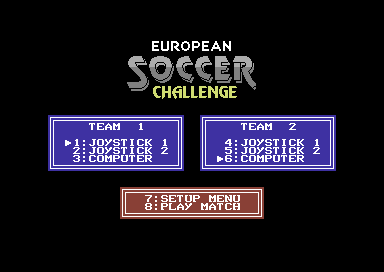 EUROPEAN
SOCCER
CHALLENGE
TEAM 1
1:JOYSTICK 1
2:JOYSTICK 2
3:COMPUTER
TEAM 2
4:JOYSTICK 1
5:JOYSTICK 2
6:COMPUTER
7:SETUP MENU
8:PLAY MATCH